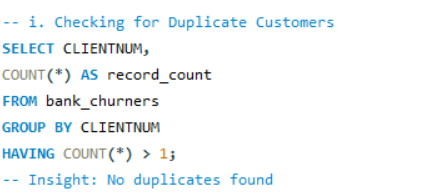 -- i. Checking for Duplicate Customers
SELECT CLIENTNUM,
COUNT(*) AS record_count
FROM bank_churners
GROUP BY CLIENTNUM
HAVING COUNT(*) > 1;
-- Insight: No duplicates found